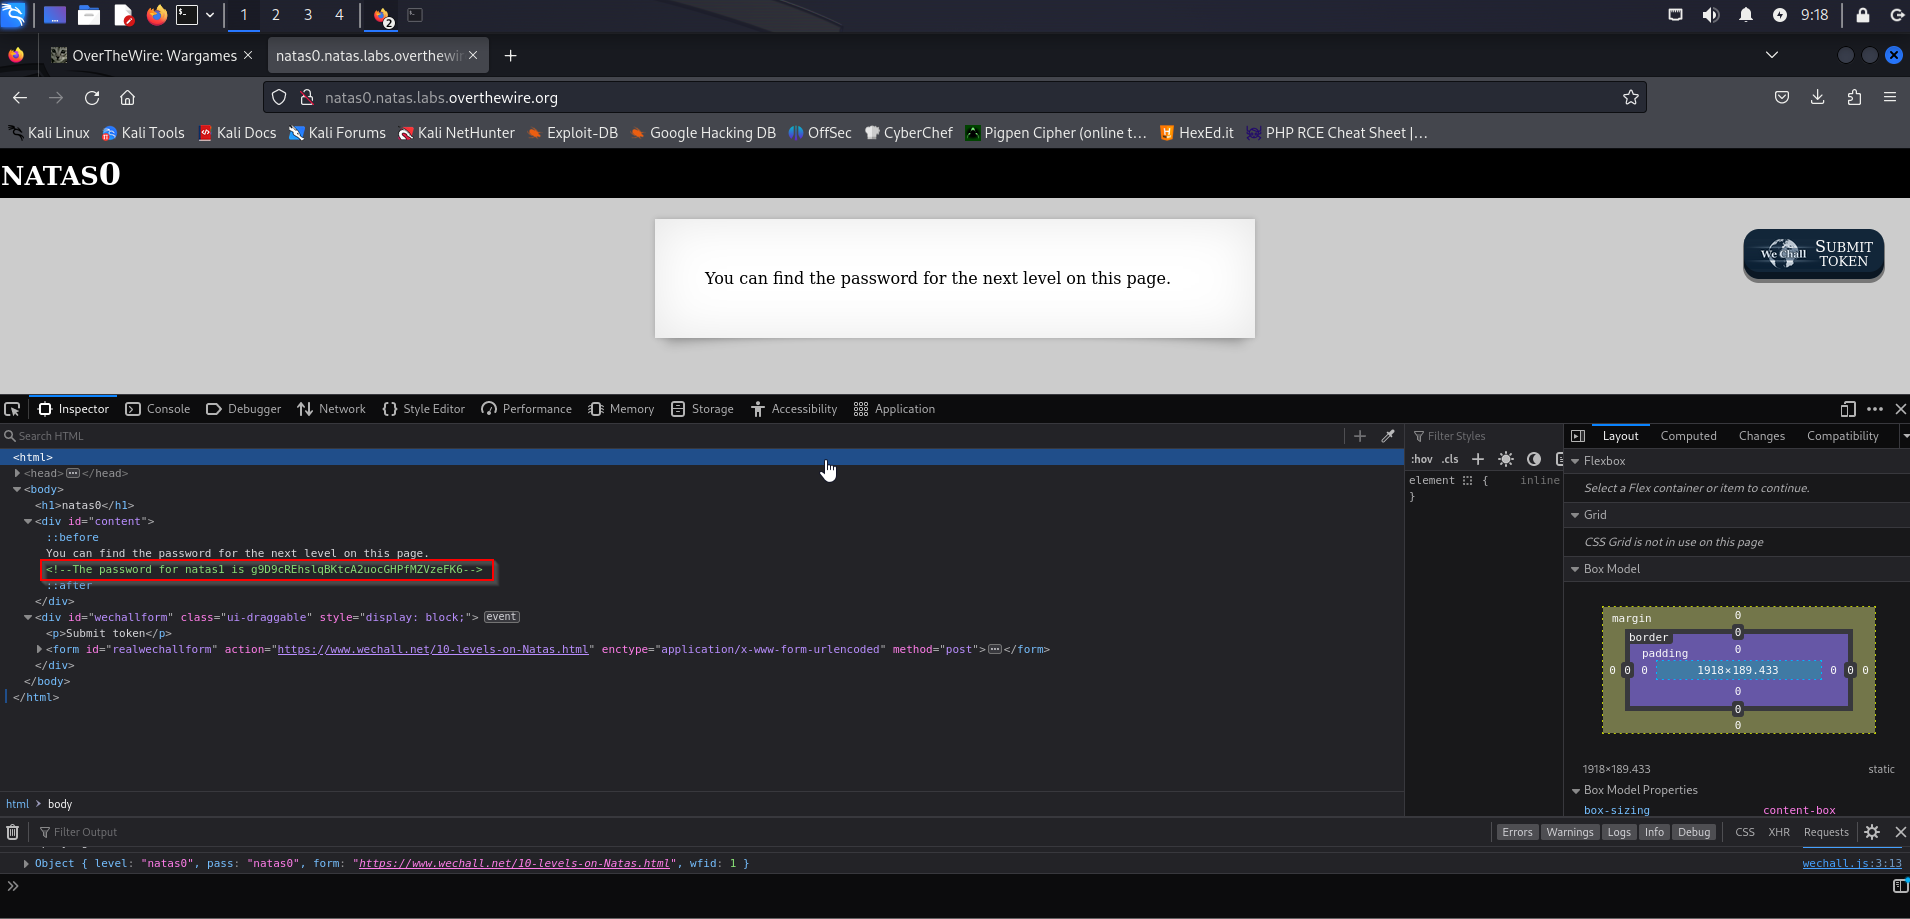 1 2 3 4 2 9:18
OverTheWire: Wargames natas0.natas.labs.overthewir
natas0.natas.labs.overthewire.org
Kali Linux Kali Tools Kali Docs Kali Forums Kali NetHunter Exploit-DB Google Hacking DB OffSec CyberChef Pigpen Cipher (online t… HexEd.it PHP RCE Cheat Sheet |…
NATAS0
You can find the password for the next level on this page.
We Chall SUBMIT
TOKEN
Inspector Console Debugger Network Style Editor Performance Memory Storage Accessibility Application
Search HTML Filter Styles Layout Computed Changes Compatibility
<html>
:hov .cls Flexbox
<head> </head>
element { inline
}
Select a Flex container or item to continue.
<body>
<h1>natas0</h1>
Grid
<div id="content">
::before
CSS Grid is not in use on this page
You can find the password for the next level on this page.
<!--The password for natas1 is g9D9cREhslqBKtcA2uocGHPfMZVzeFK6-->
Box Model
::after
</div>
<div id="wechallform" class="ui-draggable" style="display: block;"> event
<p>Submit token</p>
<form id="realwechallform" action="https://www.wechall.net/10-levels-on-Natas.html" enctype="application/x-www-form-urlencoded" method="post"> </form>
</div>
</body>
</html>
margin 0
border 0
padding 0
0 0 0 1918×189.433 0 0 0
0
0
0
1918×189.433 static
Box Model Properties
box-sizing content-box
html body
Filter Output Errors Warnings Logs Info Debug CSS XHR Requests
Object { level: "natas0", pass: "natas0", form: "https://www.wechall.net/10-levels-on-Natas.html", wfid: 1 } wechall.js:3:13